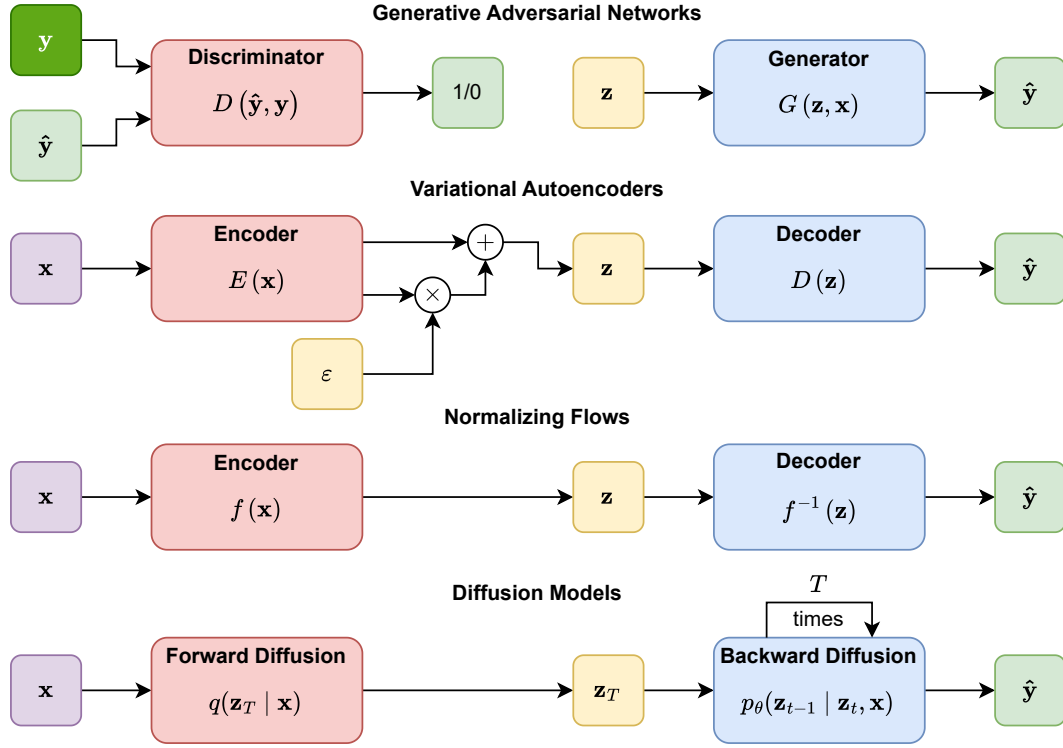 Generative Adversarial Networks
y
ŷ
Discriminator
D (ŷ, y)
1/0
z
Generator
G (z, x)
ŷ
Variational Autoencoders
x
Encoder
E (x)
+
×
ε
z
Decoder
D (z)
ŷ
Normalizing Flows
x
Encoder
f (x)
z
Decoder
f⁻¹ (z)
ŷ
Diffusion Models
x
Forward Diffusion
q(z_T | x)
z_T
T
times
Backward Diffusion
p_θ(z_{t−1} | z_t, x)
ŷ